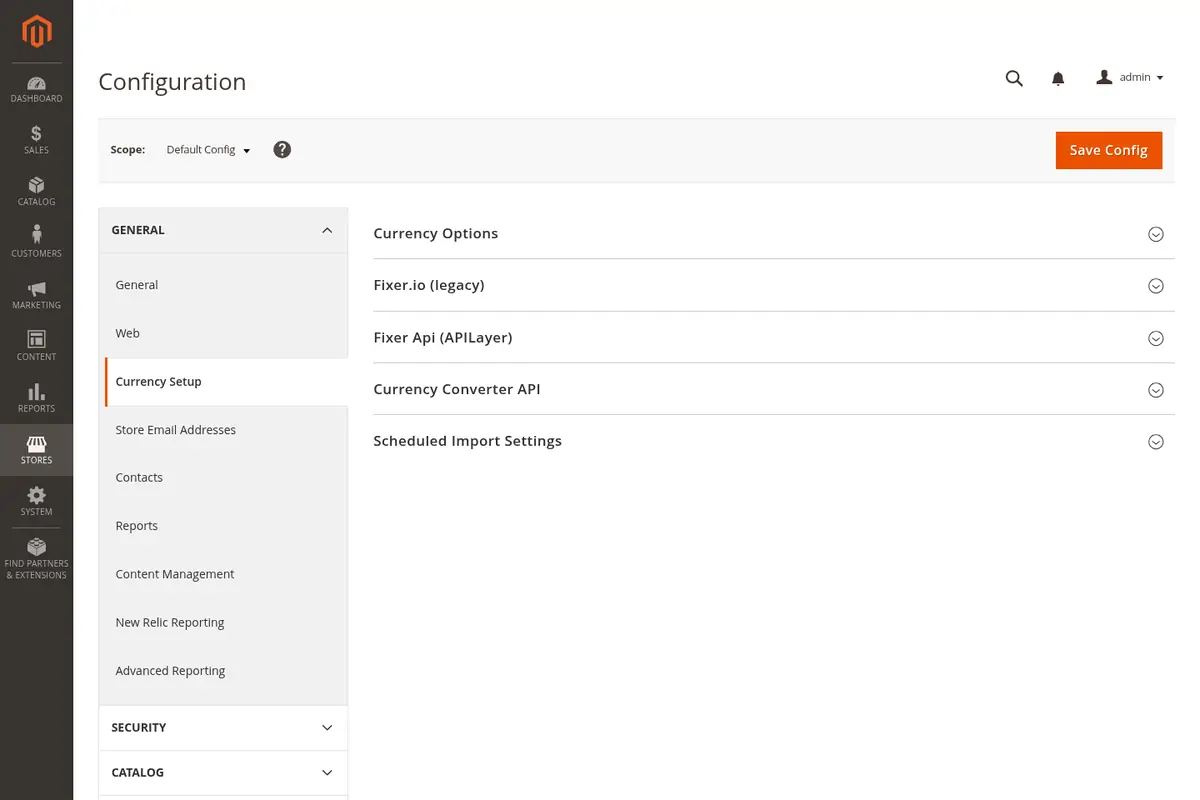 DASHBOARD
SALES
CATALOG
CUSTOMERS
MARKETING
CONTENT
REPORTS
STORES
SYSTEM
FIND PARTNERS
& EXTENSIONS
Configuration
admin
Scope:
Default Config
?
Save Config
GENERAL
General
Web
Currency Setup
Store Email Addresses
Contacts
Reports
Content Management
New Relic Reporting
Advanced Reporting
SECURITY
CATALOG
Currency Options
Fixer.io (legacy)
Fixer Api (APILayer)
Currency Converter API
Scheduled Import Settings